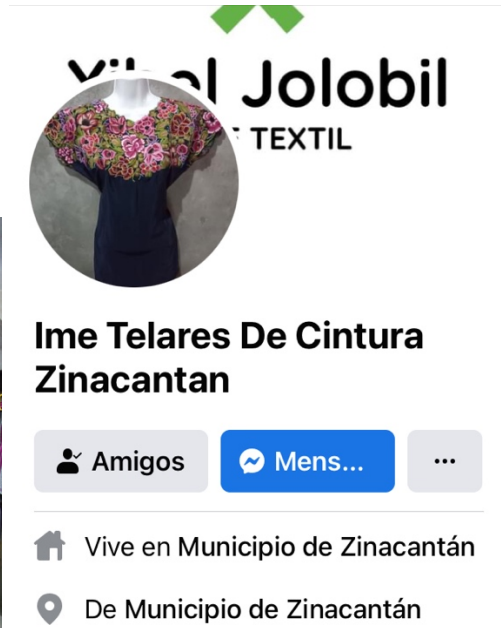 Jolobil
TEXTIL
Ime Telares De Cintura
Zinacantan
Amigos
Mens...
...
Vive en Municipio de Zinacantán
De Municipio de Zinacantán